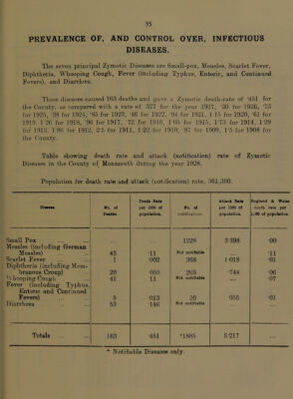 35
PREVALENCE OF, AND CONTROL OVER, INFECTIOUS
DISEASES.
The seven principal Zymotic Diseases are Small-pox, Measles, Scarlet Fever,
Diphtheria, Whooping Cough, Fever (including Typhus, Enteric, and Continued
Fevers), and Diarrhœa.
These diseases caused 163 deaths and gave a Zymotic death-rate of ·451 for
the County, as compared with a rate of ·527 for the year 1927, ·30 for 1926, ·75
for 1925, ·98 for 1924, ·65 for 1923, ·46 for 1922, ·94 for 1921, 1·15 for 1920, ·61 for
1919, 1·26 for 1918, ·96 for 1917, ·72 for 1916, 1·05 for 1915, 1·73 for 1914, 1·29
for 1913, 1·86 for 1912, 2·5 for 1911, 1·22 for 1910, ·97 for 1909, 1·5 for 1908 for
the County.
Table showing death rate and attack (notification) rate of Zymotic
Diseases in the County of Monmouth during the year 1928.
Population for death rate and attack (notification) rate, 361,300.
Disease No. of Deaths Death Rate per 1000 of population. No. of notifications Attack Rate per 1000 of population. England & Wales death rate per 1,000 of population.
Small Pox ... ... 1228 3·398 ·00
Measles (including German
Measles) 43 ·11 Not notifiable ... ·11
Scarlet Fever 1 ·002 368 1·018 ·01
Diphtheria (including Mem-
branous Croup) 20 ·055 269 ·744 ·06
Whooping Cough 41 ·11 Not notifiable ... ·07
Fever (including Typhus,
Enteric and Continued
Fevers) 5 ·013 20 ·055 ·01
Diarrhœa 53 ·146 Not notifiable ... ...
Totals 163 ·451 *1885 5·217 ...
* Notifiable Diseases only.